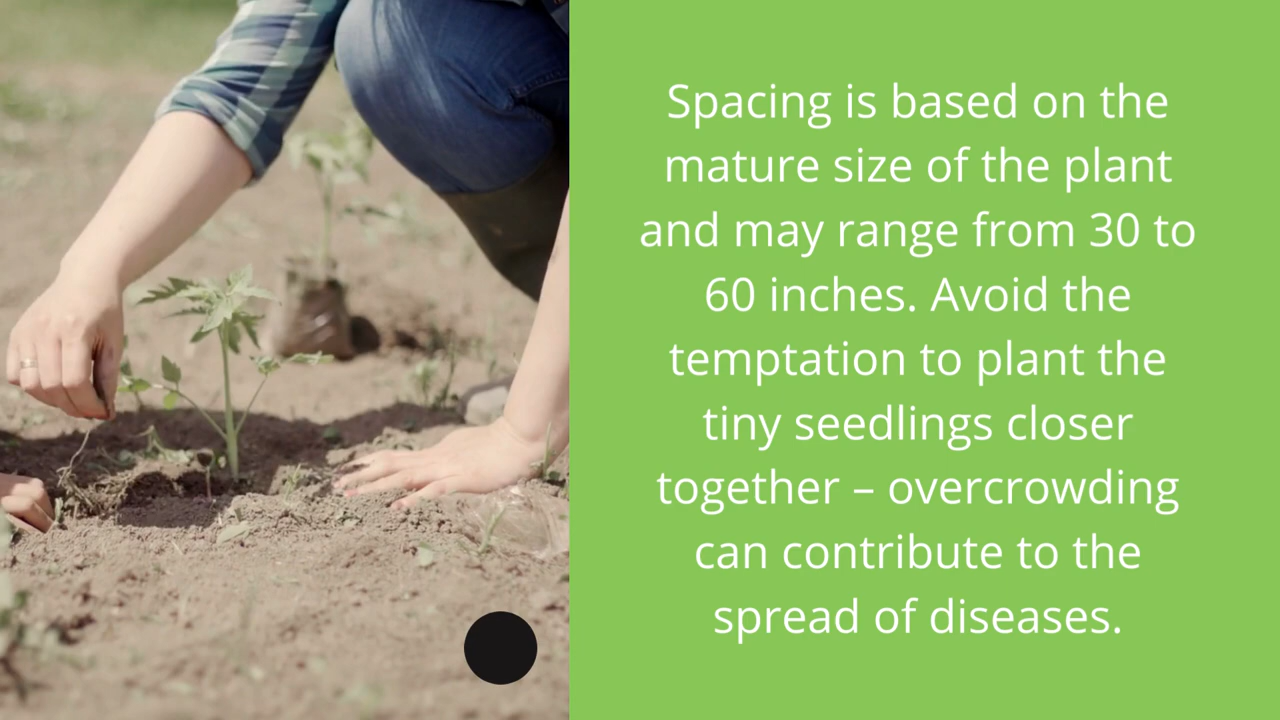 Spacing is based on the
mature size of the plant
and may range from 30 to
60 inches. Avoid the
temptation to plant the
tiny seedlings closer
together – overcrowding
can contribute to the
spread of diseases.